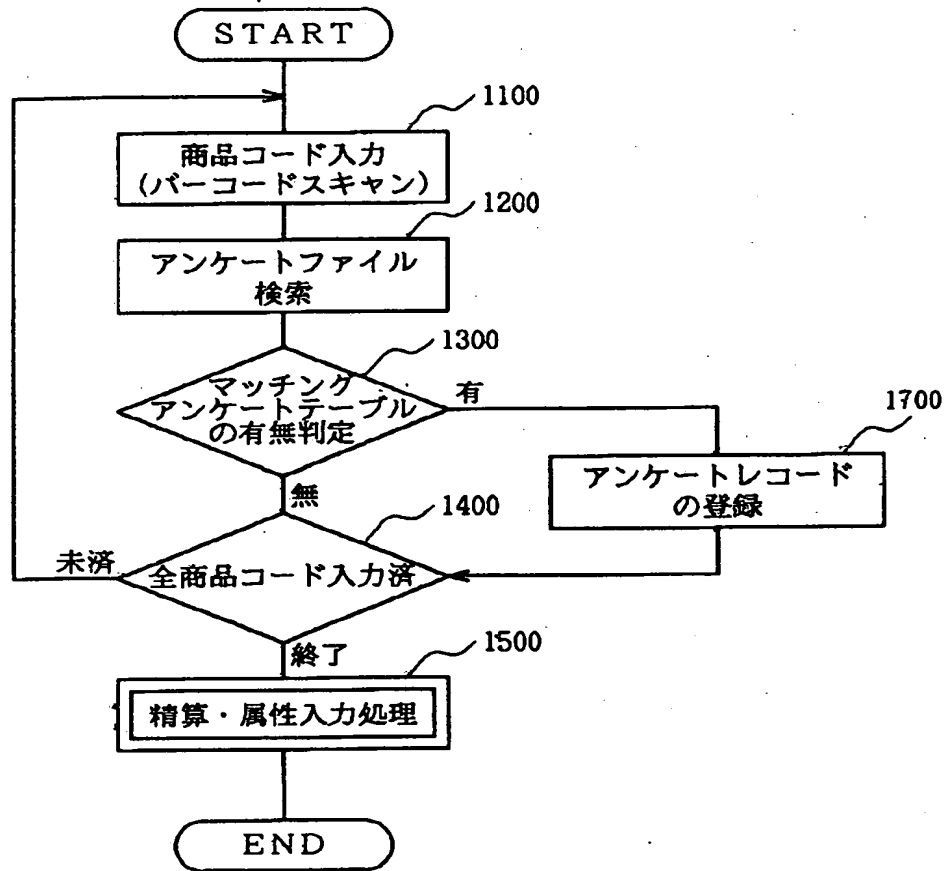 START
1100
商品コード入力
(バーコードスキャン)
1200
アンケートファイル
検索
1300
マッチング
アンケートテーブル
の有無判定
有
1700
アンケートレコード
の登録
無
1400
未済
全商品コード入力済
終了
1500
精算・属性入力処理
END